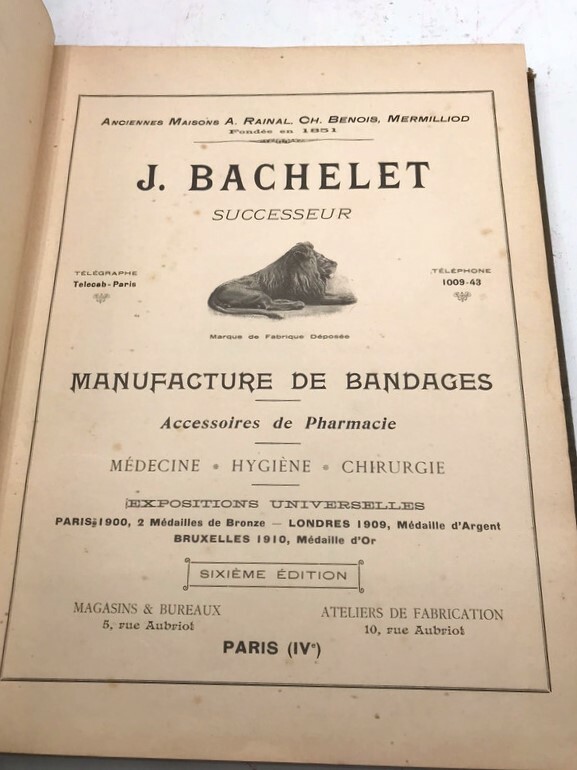 ANCIENNES MAISONS A. RAINAL, CH. BENOIS, MERMILLIOD
Fondée en 1851
J. BACHELET
SUCCESSEUR
TÉLÉGRAPHE
Telecab-Paris
TÉLÉPHONE
1009-43
Marque de Fabrique Déposée
MANUFACTURE DE BANDAGES
Accessoires de Pharmacie
MÉDECINE * HYGIÈNE * CHIRURGIE
EXPOSITIONS UNIVERSELLES
PARIS 1900, 2 Médailles de Bronze — LONDRES 1909, Médaille d'Argent
BRUXELLES 1910, Médaille d'Or
SIXIÈME ÉDITION
MAGASINS & BUREAUX
5, rue Aubriot
ATELIERS DE FABRICATION
10, rue Aubriot
PARIS (IVe)